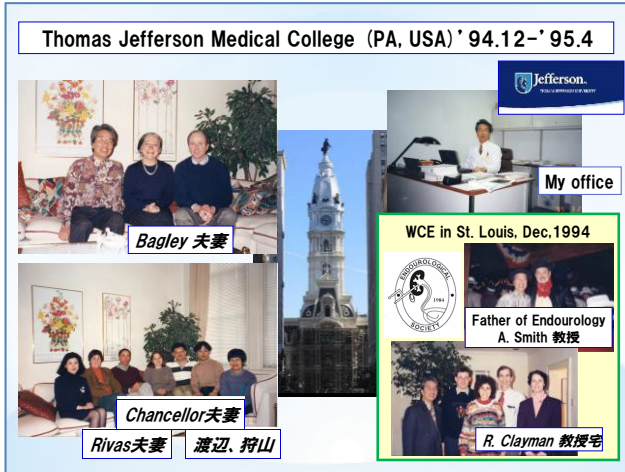 Thomas Jefferson Medical College (PA, USA)’94.12-’95.4
Jefferson.
THOMAS JEFFERSON UNIVERSITY
My office
Bagley 夫妻
WCE in St. Louis, Dec,1994
ENDOUROLOGICAL
1984
SOCIETY
Father of Endourology
A. Smith 教授
Chancellor夫妻
Rivas夫妻
渡辺、狩山
R. Clayman 教授宅